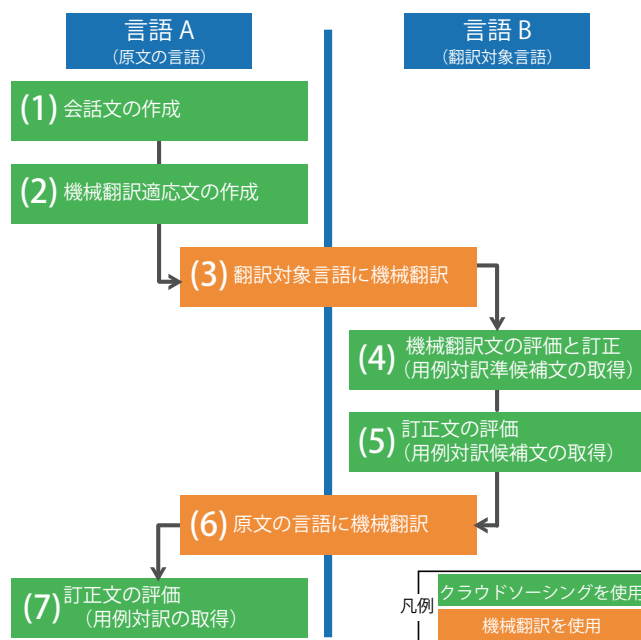 言語 A
(原文の言語)
言語 B
(翻訳対象言語)
(1) 会話文の作成
(2) 機械翻訳適応文の作成
(3) 翻訳対象言語に機械翻訳
(4) 機械翻訳文の評価と訂正
(用例対訳準候補文の取得)
(5) 訂正文の評価
(用例対訳候補文の取得)
(6) 原文の言語に機械翻訳
(7) 訂正文の評価
(用例対訳の取得)
凡例
クラウドソーシングを使用
機械翻訳を使用